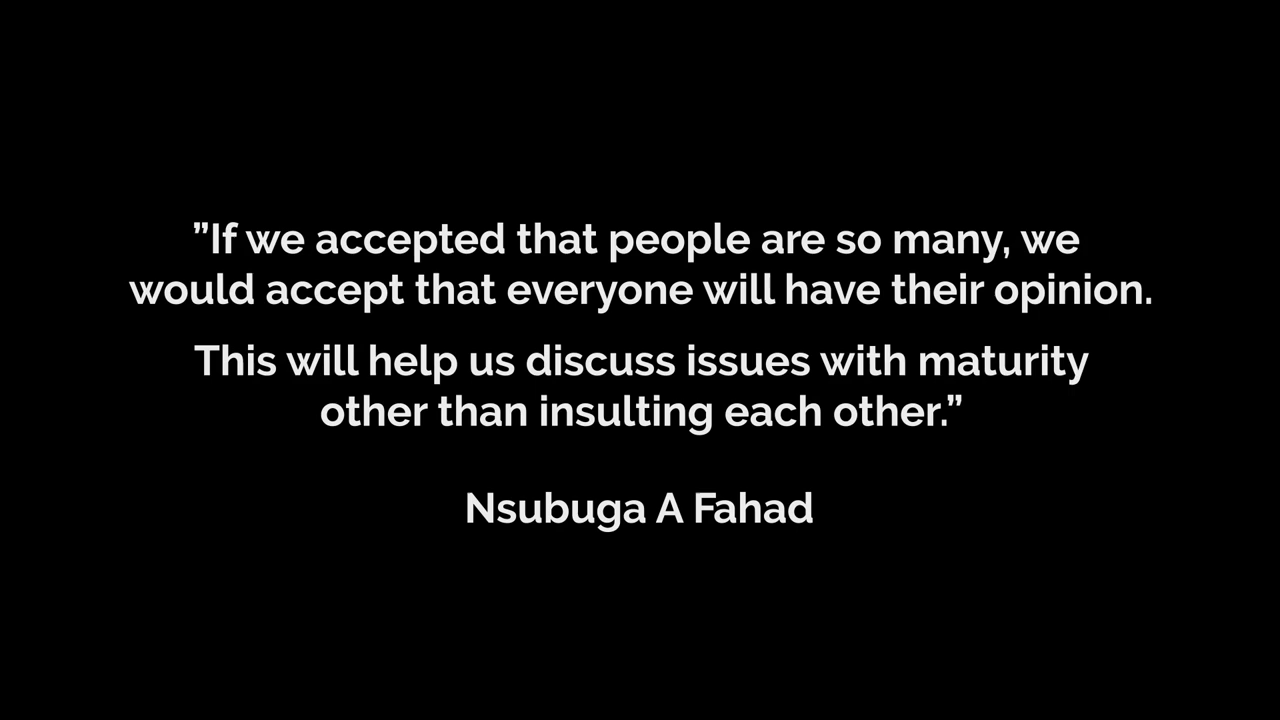 ”If we accepted that people are so many, we
would accept that everyone will have their opinion.
This will help us discuss issues with maturity
other than insulting each other.”
Nsubuga A Fahad